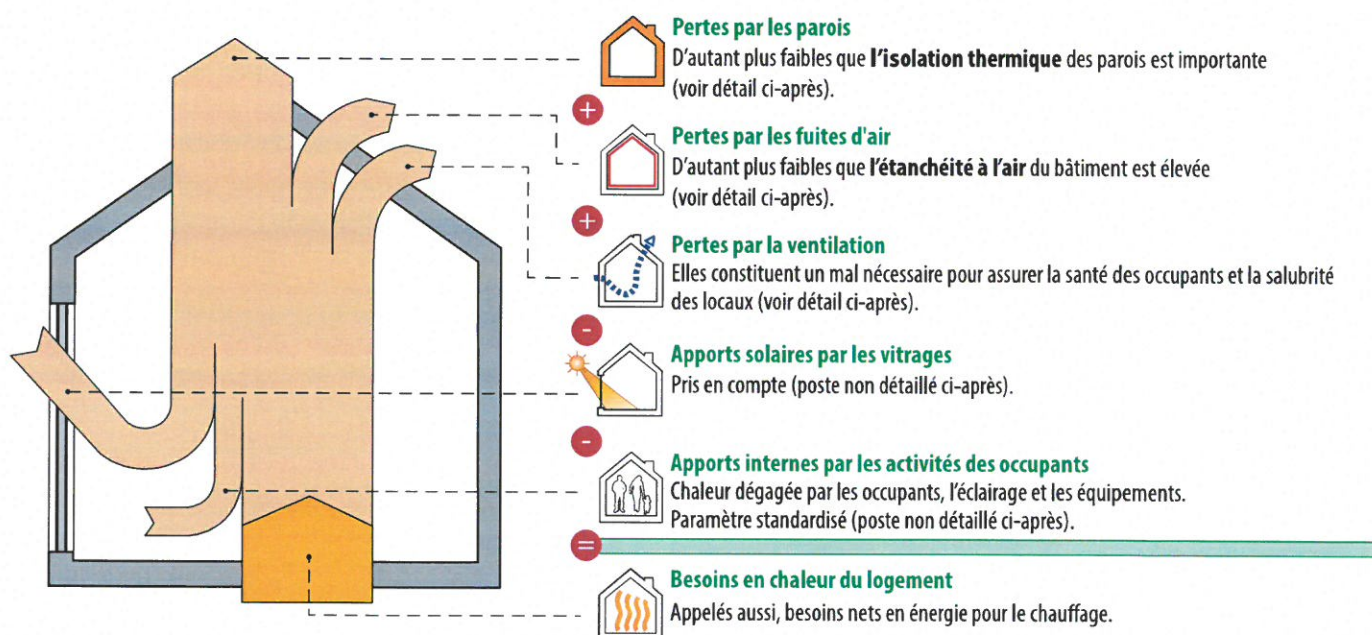 Pertes par les parois
D'autant plus faibles que l'isolation thermique des parois est importante
(voir détail ci-après).
+
Pertes par les fuites d'air
D'autant plus faibles que l'étanchéité à l'air du bâtiment est élevée
(voir détail ci-après).
+
Pertes par la ventilation
Elles constituent un mal nécessaire pour assurer la santé des occupants et la salubrité
des locaux (voir détail ci-après).
-
Apports solaires par les vitrages
Pris en compte (poste non détaillé ci-après).
-
Apports internes par les activités des occupants
Chaleur dégagée par les occupants, l'éclairage et les équipements.
Paramètre standardisé (poste non détaillé ci-après).
=
Besoins en chaleur du logement
Appelés aussi, besoins nets en énergie pour le chauffage.